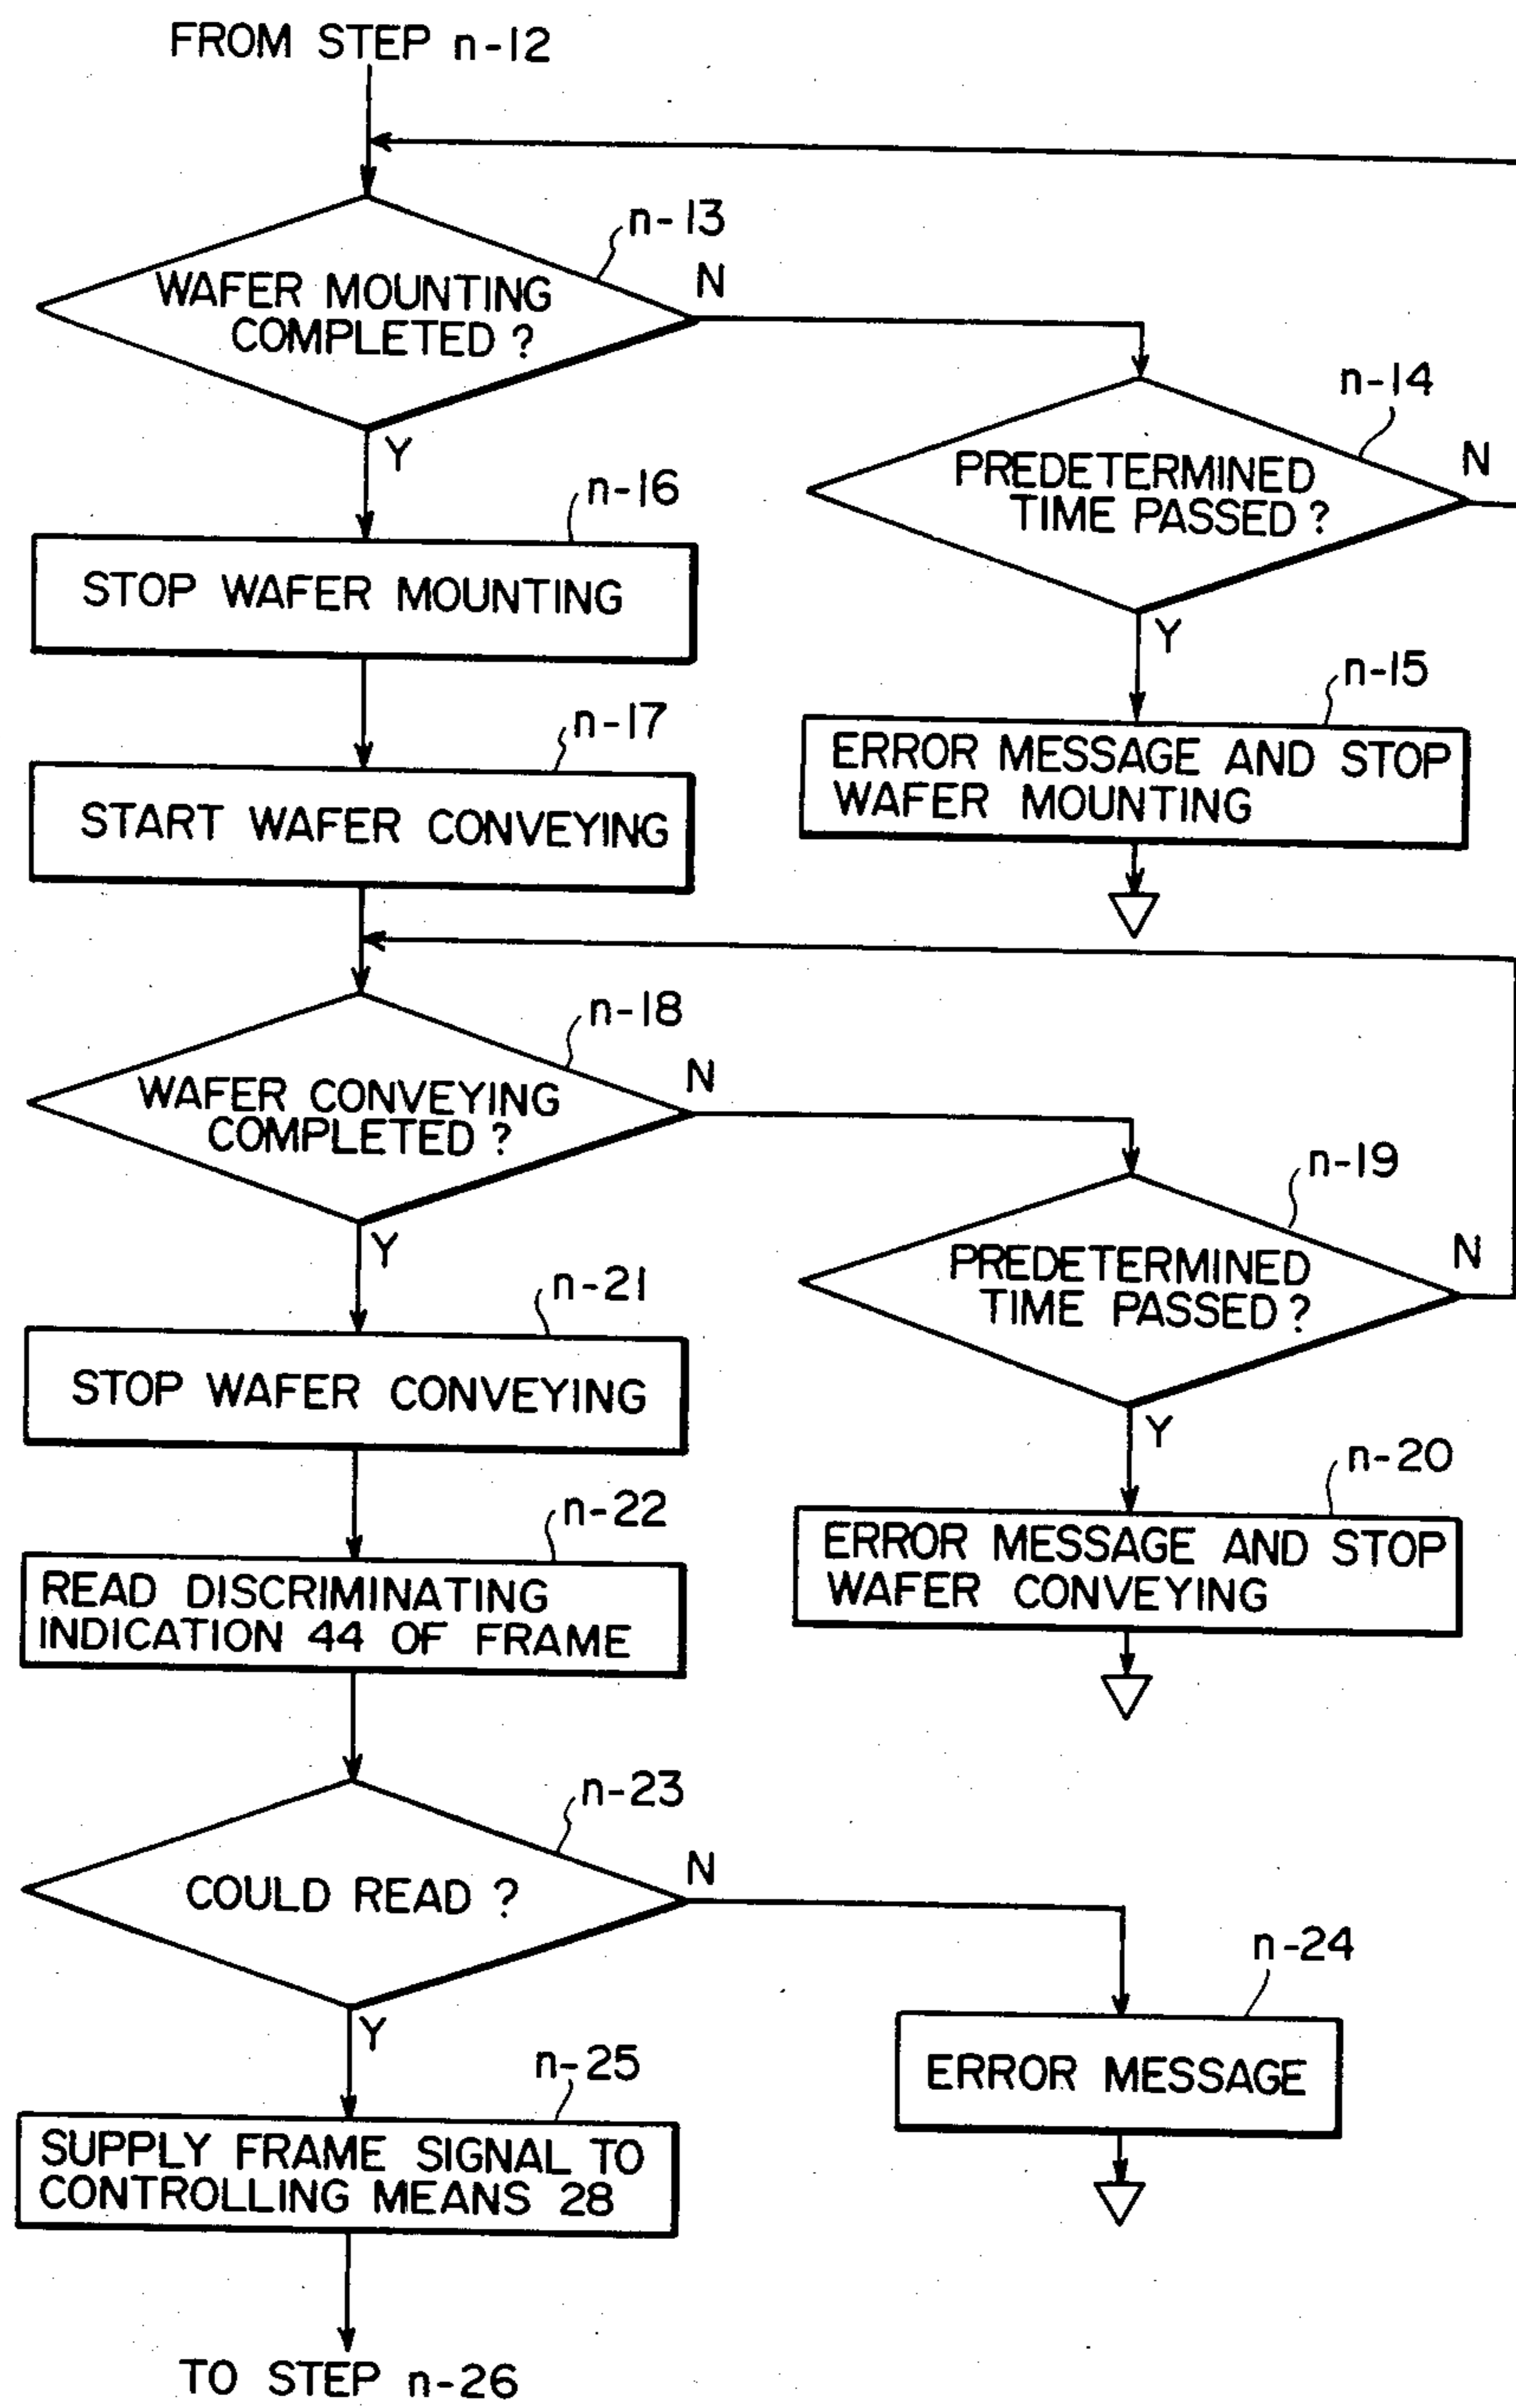 FROM STEP n-12
n-13
WAFER MOUNTING
COMPLETED ?
N
Y
n-14
PREDETERMINED
TIME PASSED ?
N
Y
n-15
ERROR MESSAGE AND STOP
WAFER MOUNTING
n-16
STOP WAFER MOUNTING
n-17
START WAFER CONVEYING
n-18
WAFER CONVEYING
COMPLETED ?
N
Y
n-19
PREDETERMINED
TIME PASSED ?
N
Y
n-20
ERROR MESSAGE AND STOP
WAFER CONVEYING
n-21
STOP WAFER CONVEYING
n-22
READ DISCRIMINATING
INDICATION 44 OF FRAME
n-23
COULD READ ?
N
Y
n-24
ERROR MESSAGE
n-25
SUPPLY FRAME SIGNAL TO
CONTROLLING MEANS 28
TO STEP n-26